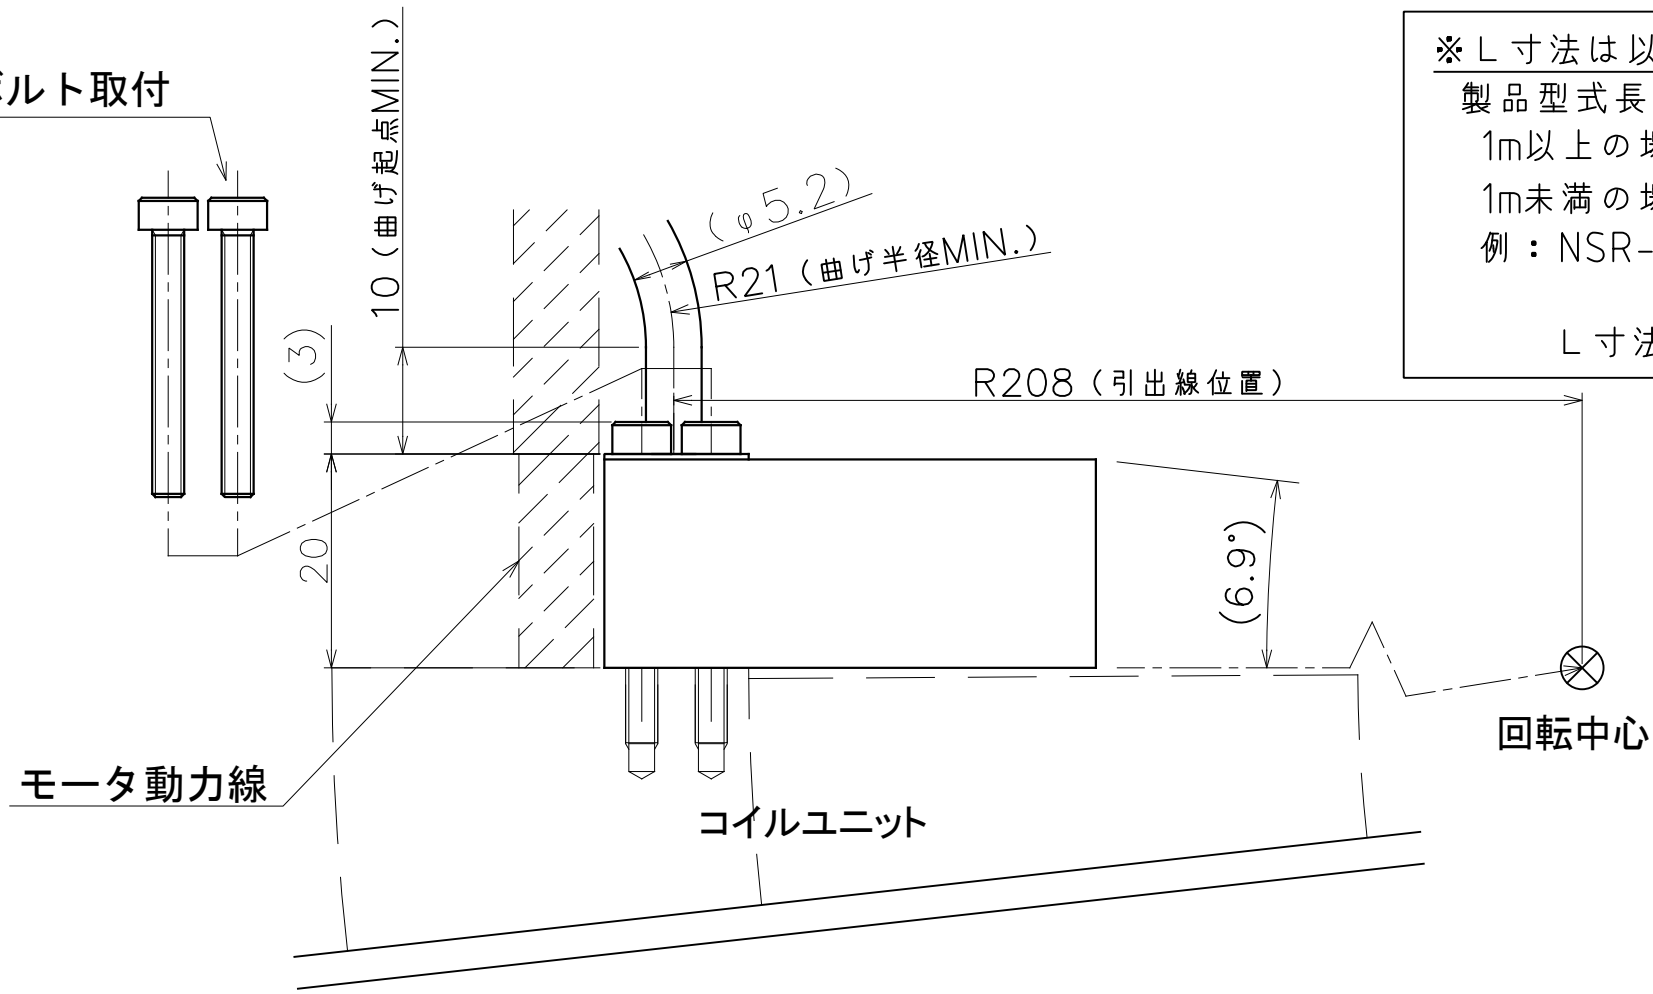 ボルト取付
10（曲げ起点MIN.）
(φ5.2)
R21（曲げ半径MIN.）
(3)
R208（引出線位置）
20
(6.9°)
モータ動力線
コイルユニット
回転中心
※L寸法は以
製品型式長
1m以上の場
1m未満の場
例：NSR-
L寸法